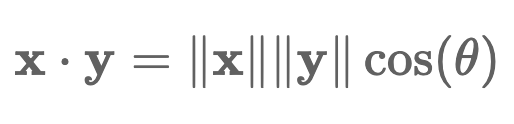 x · y = ‖x‖‖y‖ cos(θ)